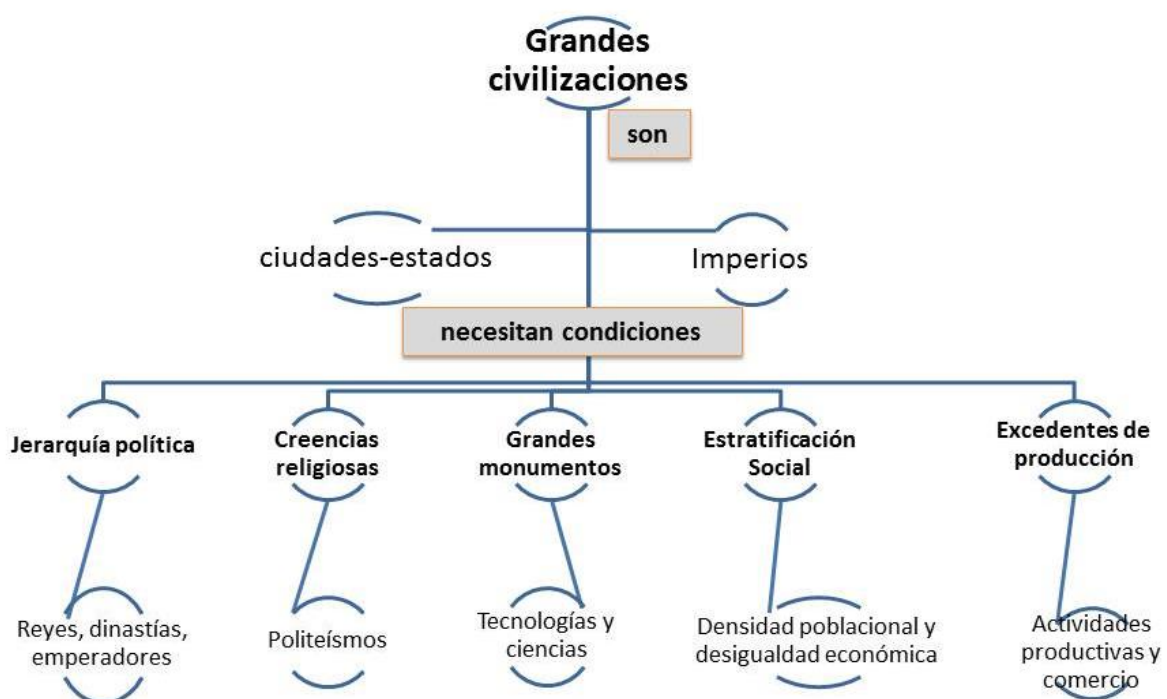 Grandes
civilizaciones
son
ciudades-estados
Imperios
necesitan condiciones
Jerarquía política
Creencias
religiosas
Grandes
monumentos
Estratificación
Social
Excedentes de
producción
Reyes, dinastías,
emperadores
Politeísmos
Tecnologías y
ciencias
Densidad poblacional y
desigualdad económica
Actividades
productivas y
comercio